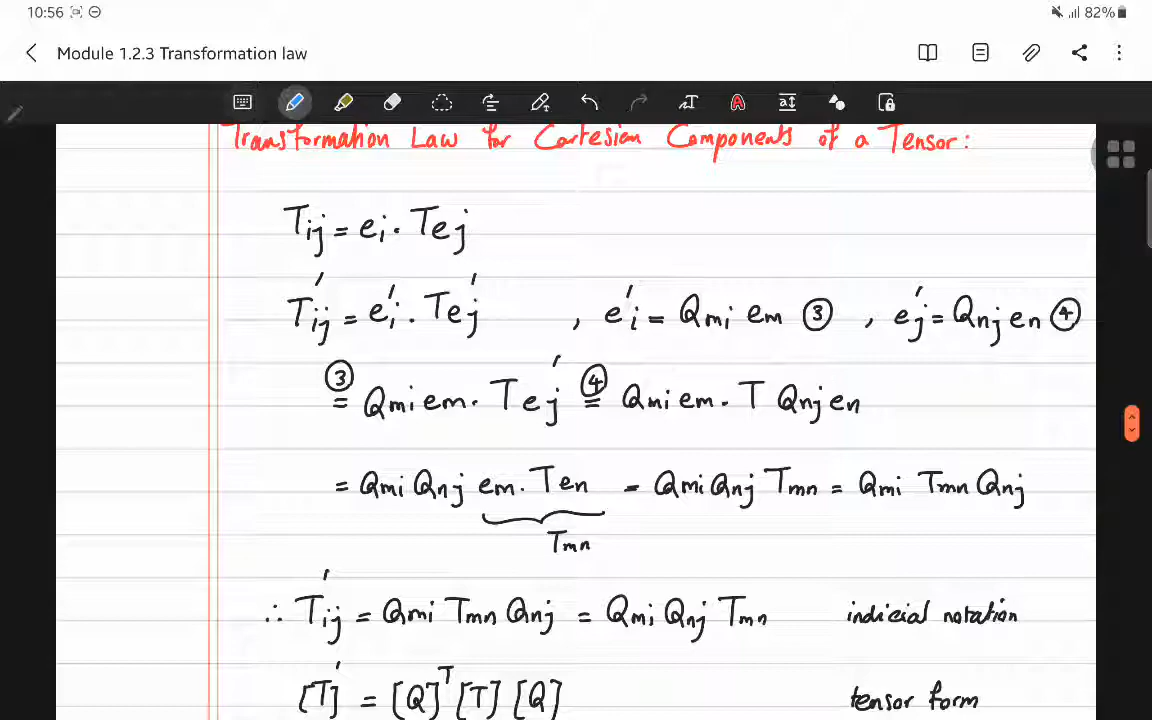 10:56 82%
Module 1.2.3 Transformation law
Transformation Law for Cartesian Components of a Tensor:
Tij = ei . Tej
T'ij = e'i . Te'j , e'i = Qmi em ③ , e'j = Qnj en ④
③= Qmi em . Te'j ④= Qmi em . T Qnj en
= Qmi Qnj em . Ten = Qmi Qnj Tmn = Qmi Tmn Qnj
Tmn
∴ T'ij = Qmi Tmn Qnj = Qmi Qnj Tmn indicial notation
[T]' = [Q]ᵀ [T] [Q] tensor form